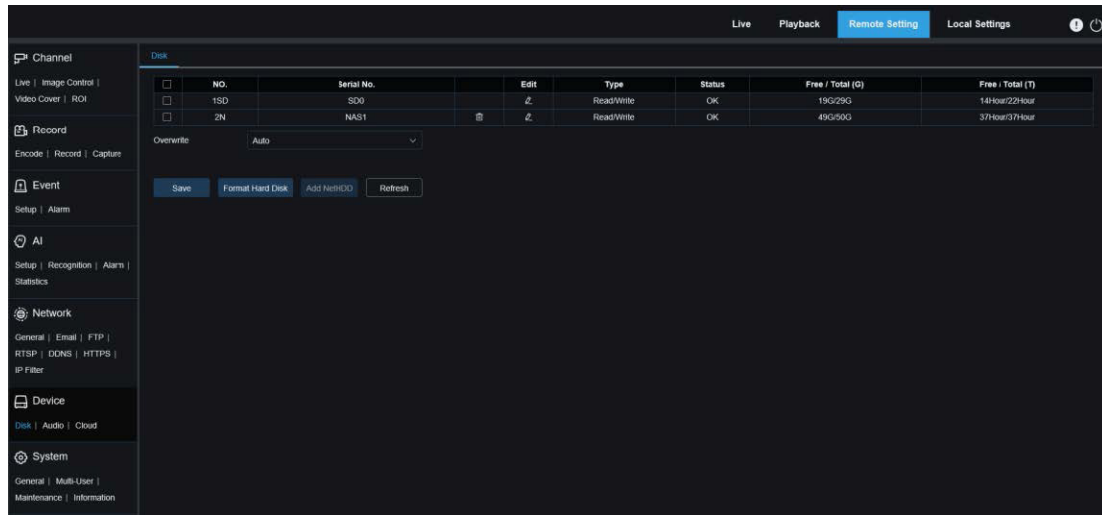 Live Playback Remote Setting Local Settings
Channel
Live | Image Control |
Video Cover | ROI
Record
Encode | Record | Capture
Event
Setup | Alarm
AI
Setup | Recognition | Alarm |
Statistics
Network
General | Email | FTP |
RTSP | DDNS | HTTPS |
IP Filter
Device
Disk | Audio | Cloud
System
General | Multi-User |
Maintenance | Information
Disk
NO. Serial No. Edit Type Status Free / Total (G) Free / Total (T)
1SD SD0 Read/Write OK 19G/29G 14Hour/22Hour
2N NAS1 Read/Write OK 49G/50G 37Hour/37Hour
Overwrite Auto
Save Format Hard Disk Add NetHDD Refresh